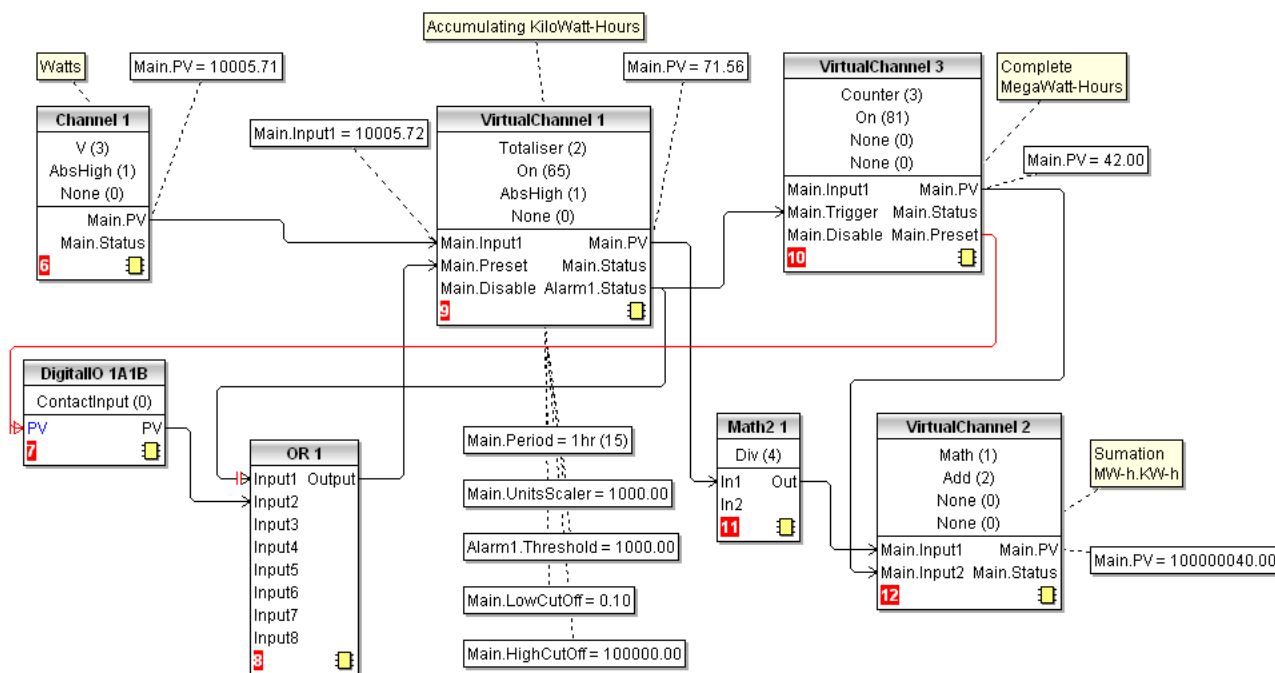 Accumulating KiloWatt-Hours
Watts
Main.PV = 10005.71
Main.PV = 71.56
Complete
MegaWatt-Hours
Channel 1
V (3)
AbsHigh (1)
None (0)
Main.PV
Main.Status
6
Main.Input1 = 10005.72
VirtualChannel 1
Totaliser (2)
On (65)
AbsHigh (1)
None (0)
Main.Input1 Main.PV
Main.Preset Main.Status
Main.Disable Alarm1.Status
9
VirtualChannel 3
Counter (3)
On (81)
None (0)
None (0)
Main.Input1 Main.PV
Main.Trigger Main.Status
Main.Disable Main.Preset
10
Main.PV = 42.00
DigitalIO 1A1B
ContactInput (0)
PV PV
7
OR 1
Input1 Output
Input2
Input3
Input4
Input5
Input6
Input7
Input8
8
Main.Period = 1hr (15)
Main.UnitsScaler = 1000.00
Alarm1.Threshold = 1000.00
Main.LowCutOff = 0.10
Main.HighCutOff = 100000.00
Math2 1
Div (4)
In1 Out
In2
11
VirtualChannel 2
Math (1)
Add (2)
None (0)
None (0)
Main.Input1 Main.PV
Main.Input2 Main.Status
12
Sumation
MW-h.KW-h
Main.PV = 100000040.00